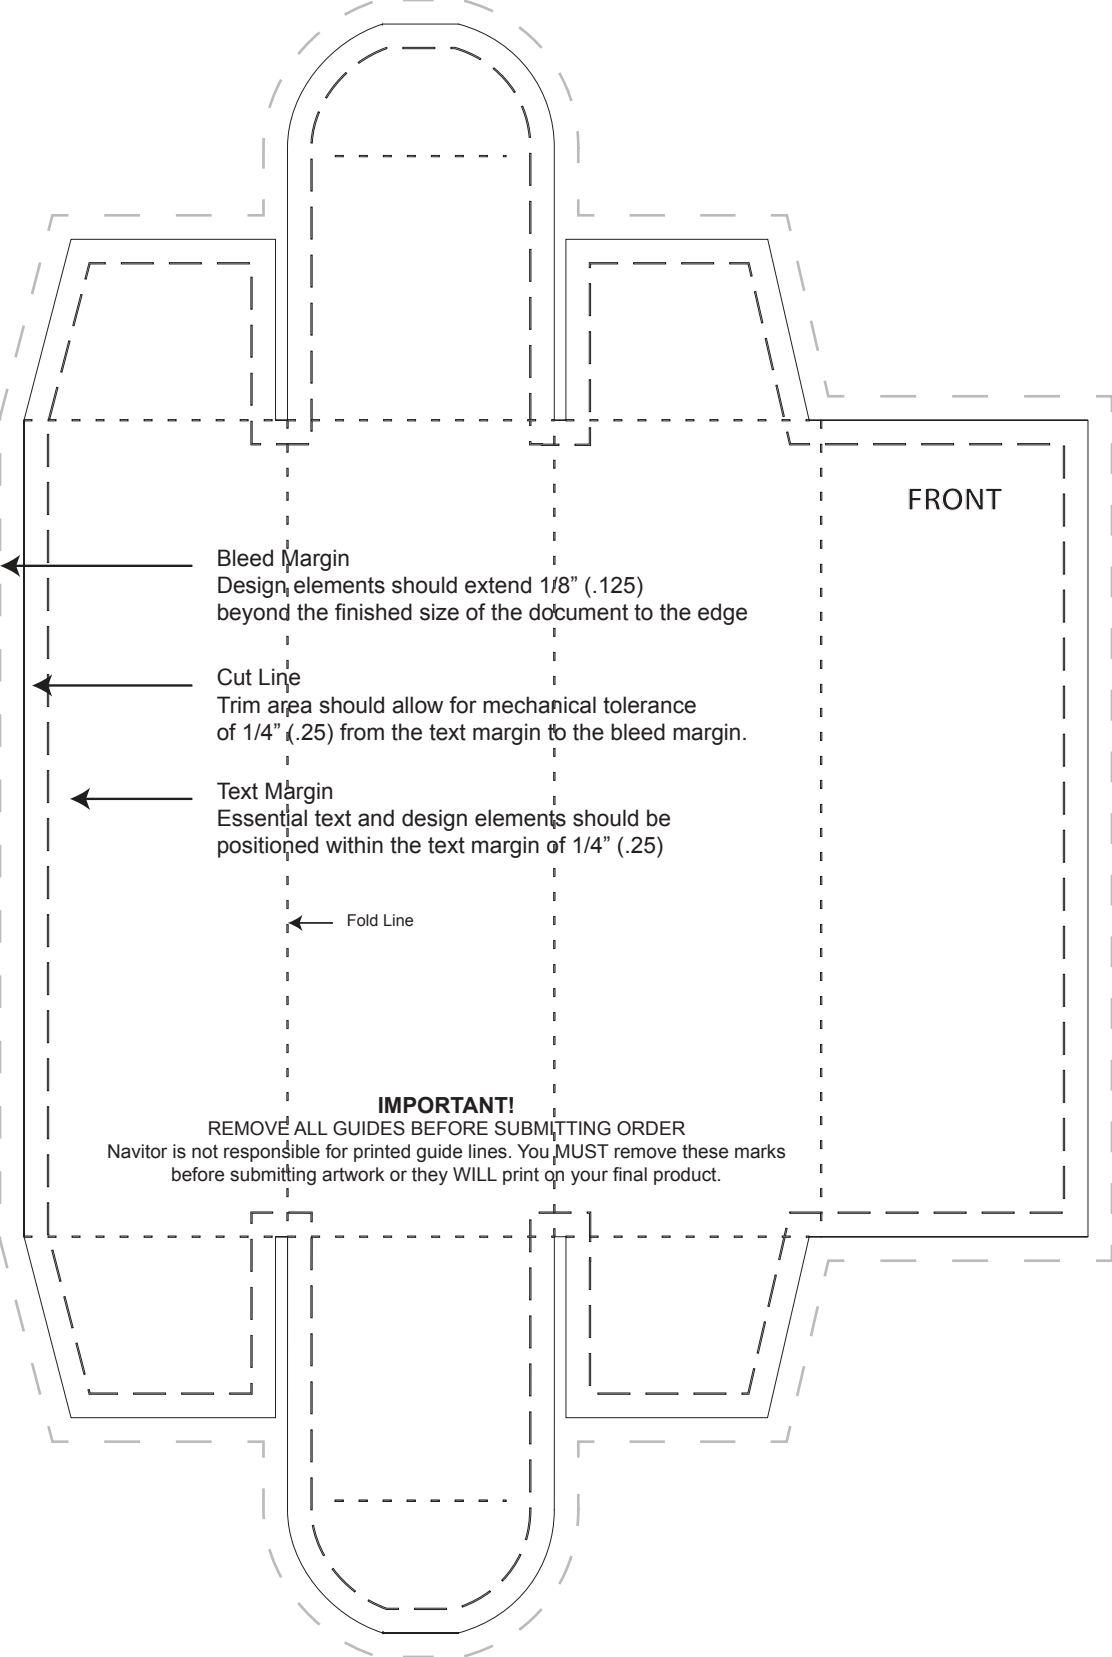 FRONT
Bleed Margin
Design elements should extend 1/8” (.125)
beyond the finished size of the document to the edge
Cut Line
Trim area should allow for mechanical tolerance
of 1/4” (.25) from the text margin to the bleed margin.
Text Margin
Essential text and design elements should be
positioned within the text margin of 1/4” (.25)
Fold Line
IMPORTANT!
REMOVE ALL GUIDES BEFORE SUBMITTING ORDER
Navitor is not responsible for printed guide lines. You MUST remove these marks
before submitting artwork or they WILL print on your final product.